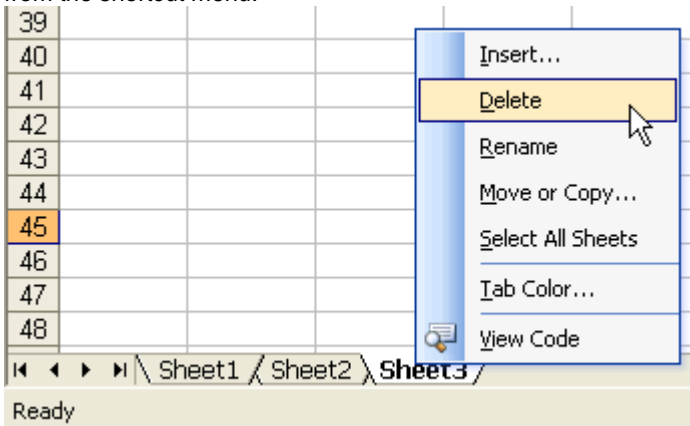 from the shortcut menu.
39
40
41
42
43
44
45
46
47
48
Insert...
Delete
Rename
Move or Copy...
Select All Sheets
Tab Color...
View Code
Sheet1 Sheet2 Sheet3
Ready